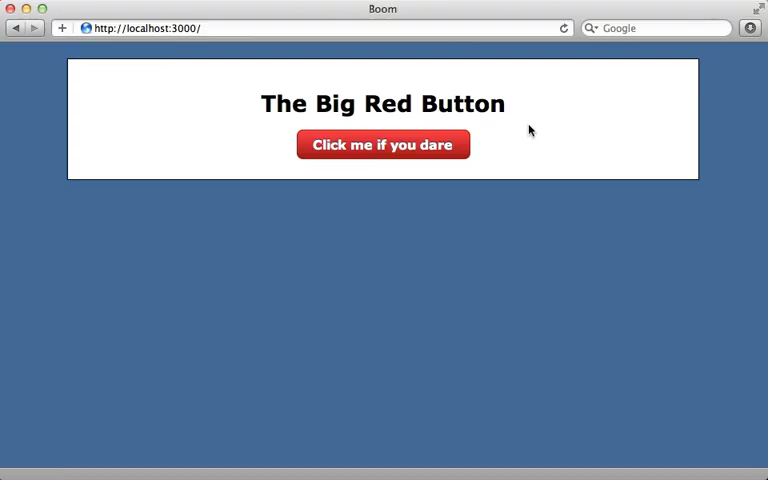 Boom
http://localhost:3000/
Google
The Big Red Button
Click me if you dare